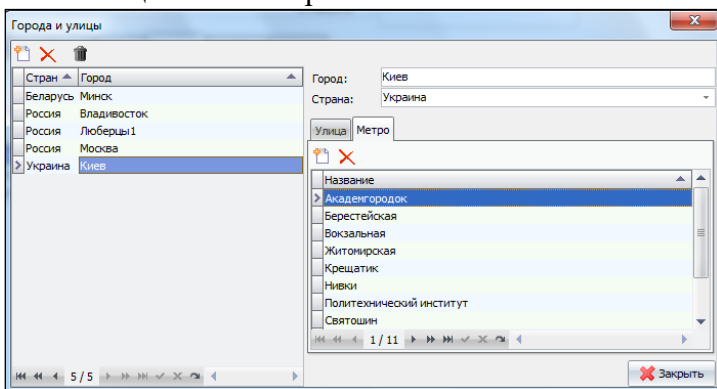 Города и улицы
Стран Город
Беларусь Минск
Россия Владивосток
Россия Люберцы1
Россия Москва
Украина Киев
5 / 5
Город: Киев
Страна: Украина
Улица Метро
Название
Академгородок
Берестейская
Вокзальная
Житомирская
Крещатик
Нивки
Политехнический институт
Святошин
1 / 11
Закрыть